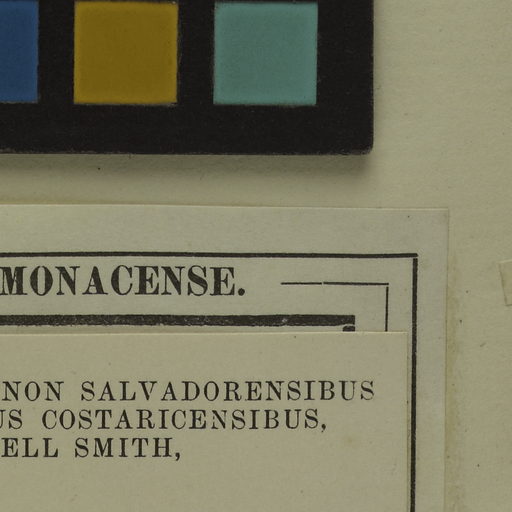 MONACENSE.
NON SALVADORENSIBUS
US COSTARICENSIBUS,
ELL SMITH,